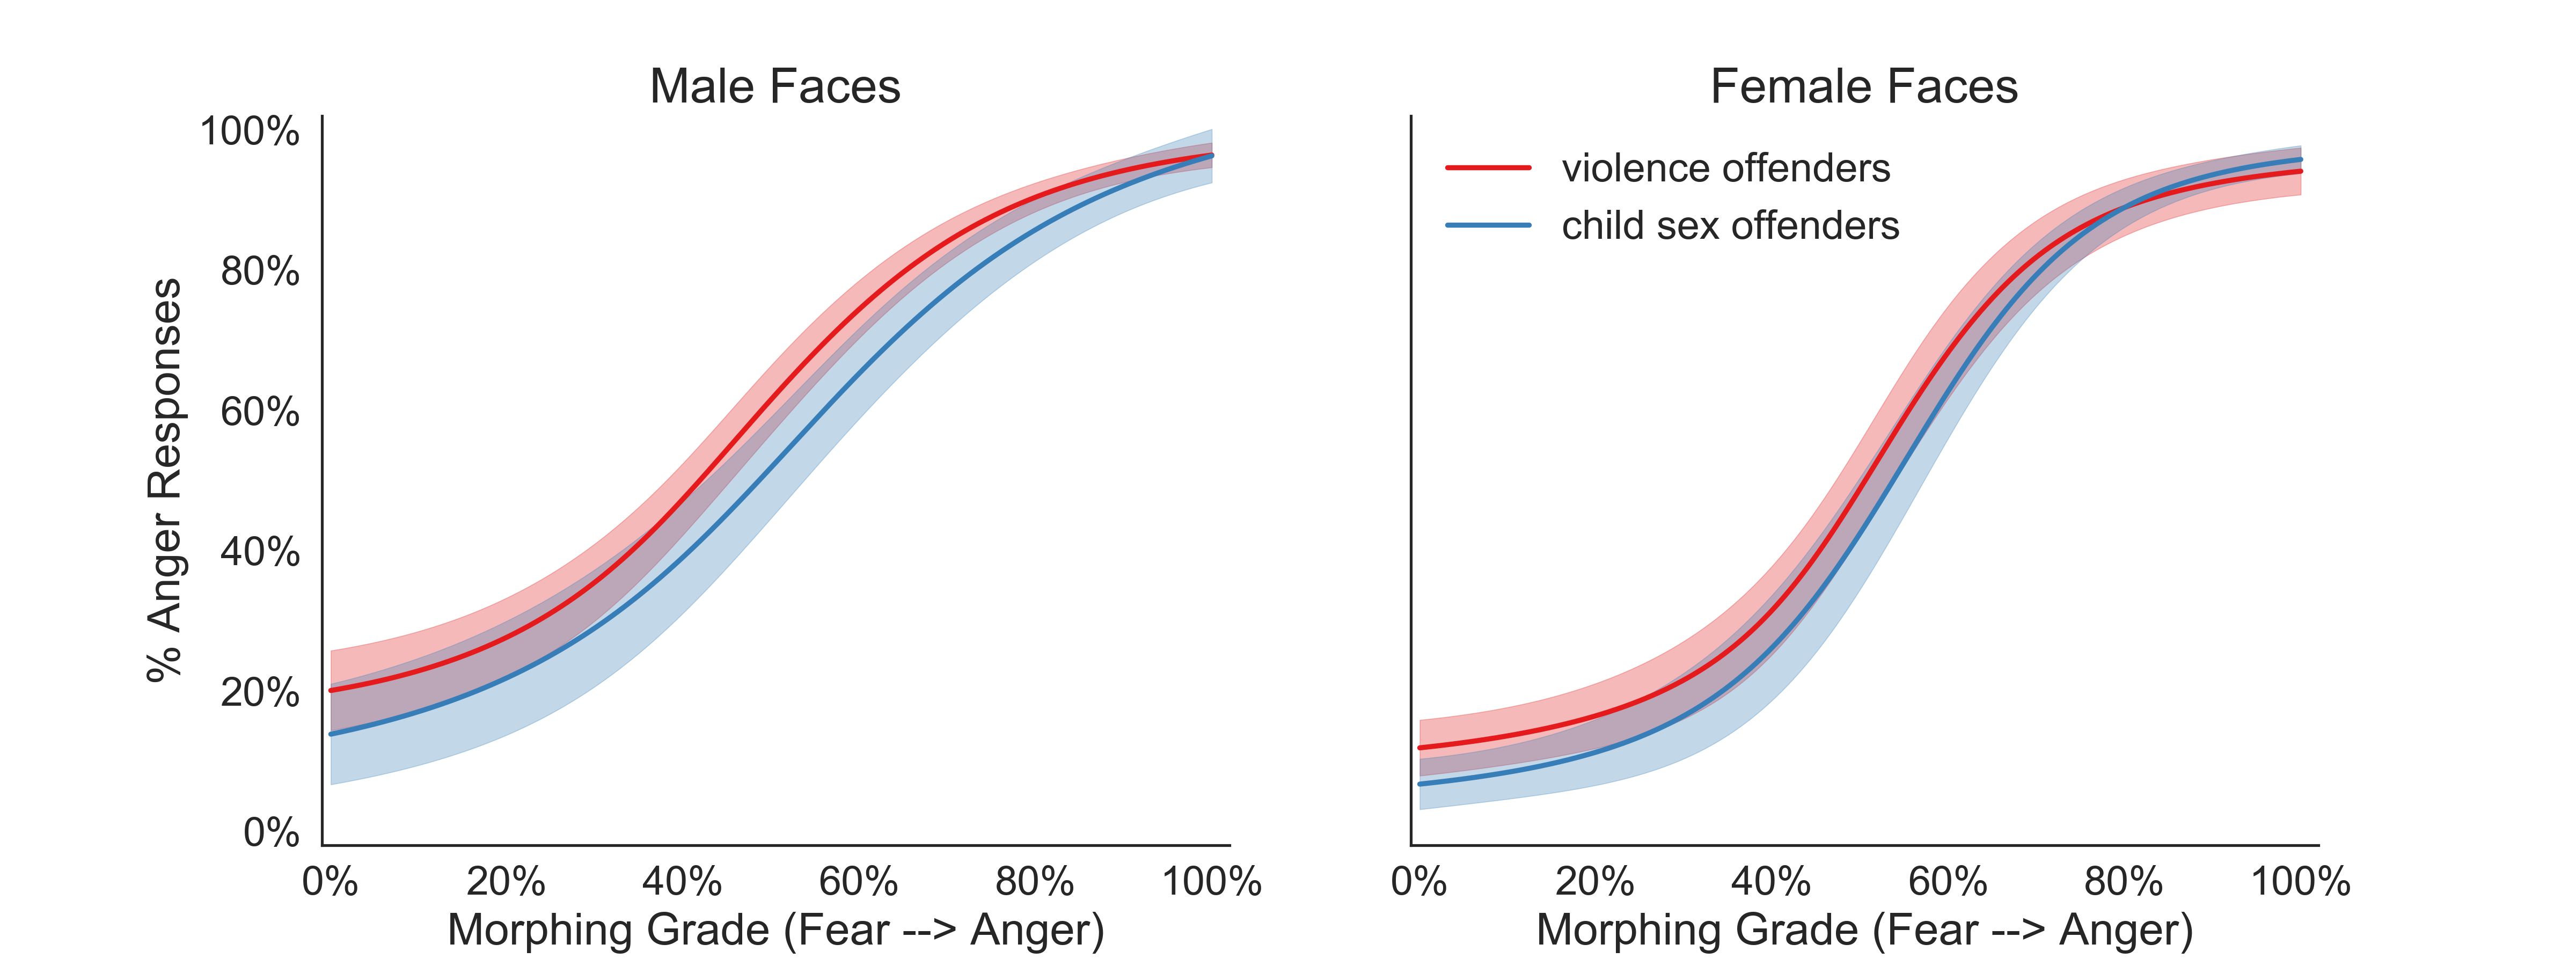 Male Faces
100%
80%
60%
40%
20%
0%
% Anger Responses
0% 20% 40% 60% 80% 100%
Morphing Grade (Fear --> Anger)
Female Faces
violence offenders
child sex offenders
0% 20% 40% 60% 80% 100%
Morphing Grade (Fear --> Anger)